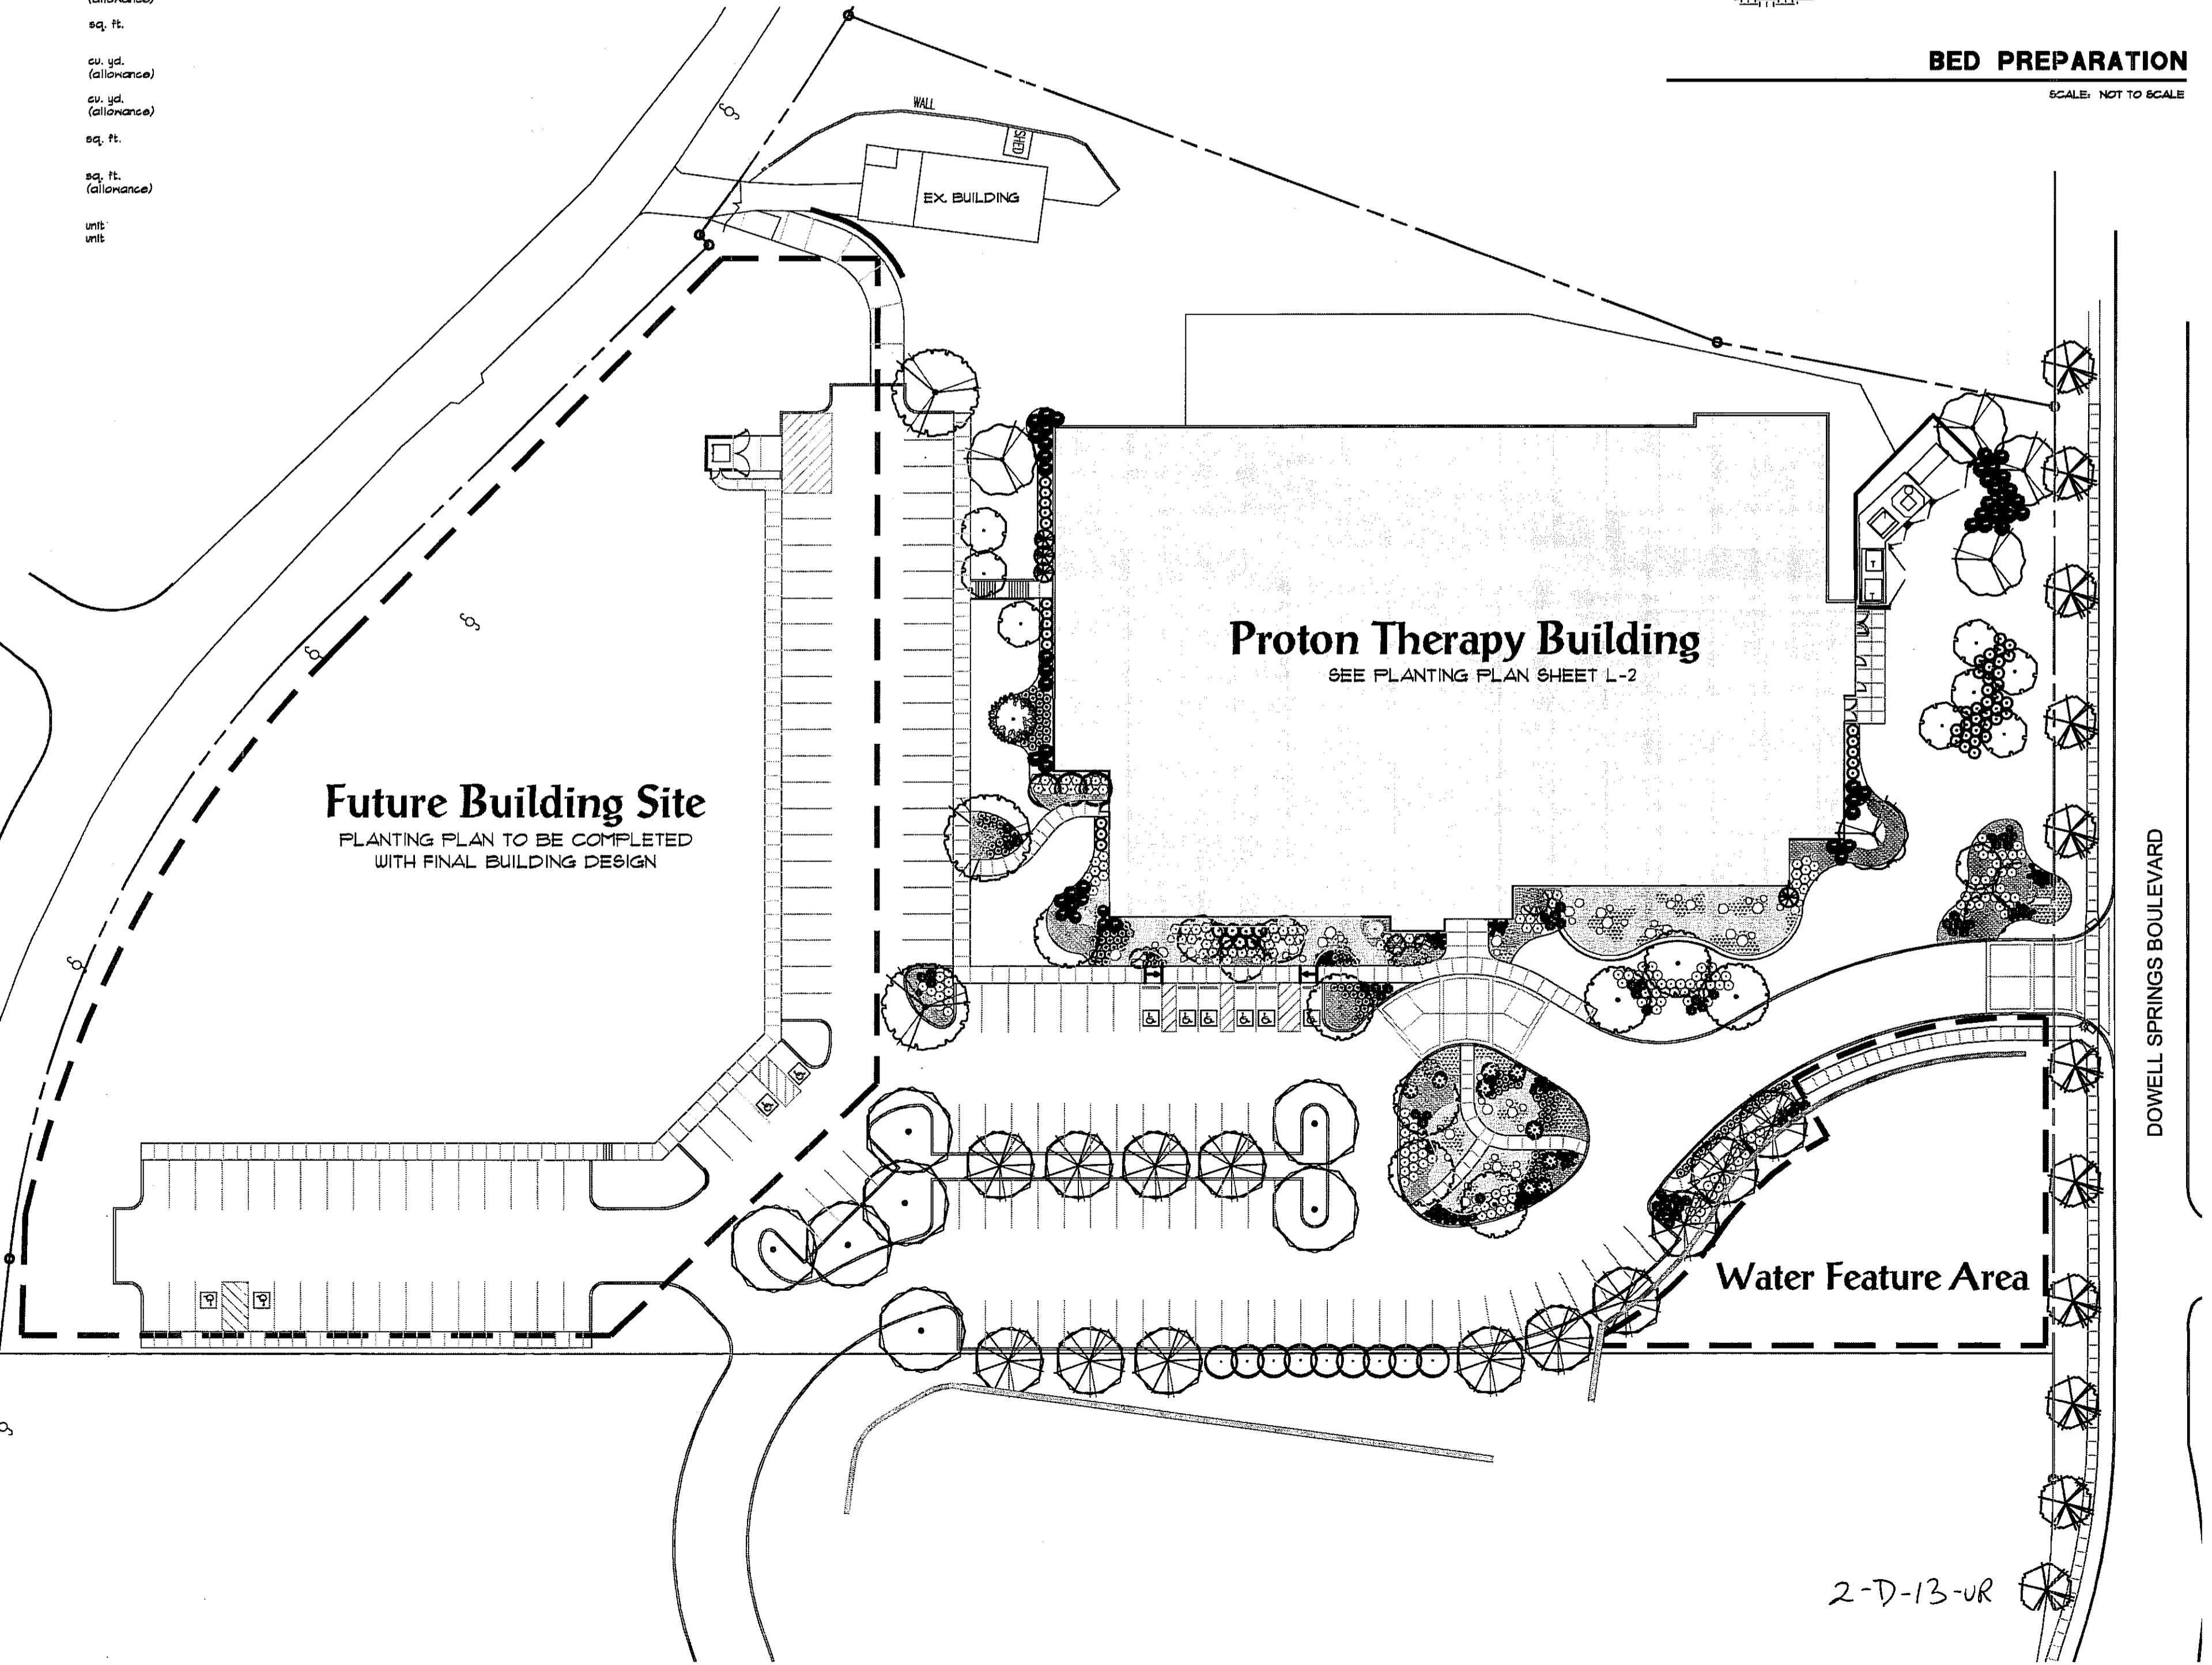 (allowance)
sq. ft.
cu. yd.
(allowance)
cu. yd.
(allowance)
sq. ft.
sq. ft.
(allowance)
unit
unit
BED PREPARATION
SCALE: NOT TO SCALE
WALL
SHED
EX. BUILDING
Proton Therapy Building
SEE PLANTING PLAN SHEET L-2
T
T
Future Building Site
PLANTING PLAN TO BE COMPLETED
WITH FINAL BUILDING DESIGN
DOWELL SPRINGS BOULEVARD
Water Feature Area
2-D-13-UR